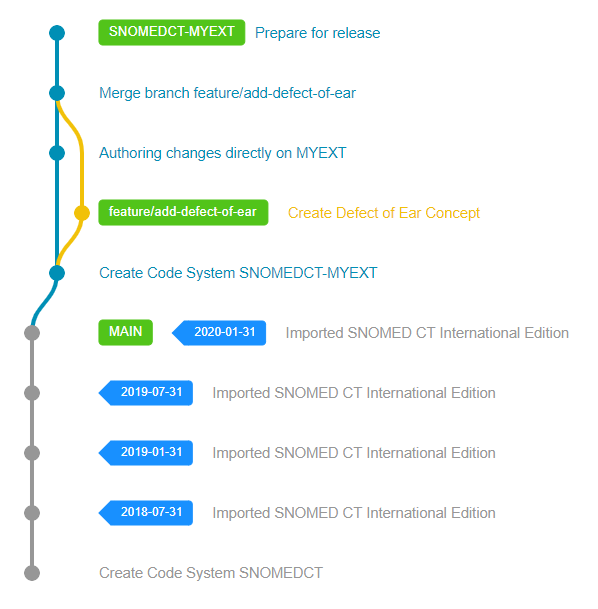 SNOMEDCT-MYEXT Prepare for release
Merge branch feature/add-defect-of-ear
Authoring changes directly on MYEXT
feature/add-defect-of-ear Create Defect of Ear Concept
Create Code System SNOMEDCT-MYEXT
MAIN 2020-01-31 Imported SNOMED CT International Edition
2019-07-31 Imported SNOMED CT International Edition
2019-01-31 Imported SNOMED CT International Edition
2018-07-31 Imported SNOMED CT International Edition
Create Code System SNOMEDCT